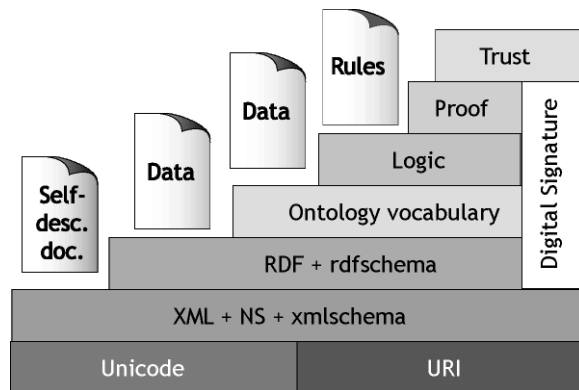 Trust
Rules
Proof
Data
Logic
Data
Self-
desc.
doc.
Ontology vocabulary
Digital Signature
RDF + rdfschema
XML + NS + xmlschema
Unicode
URI